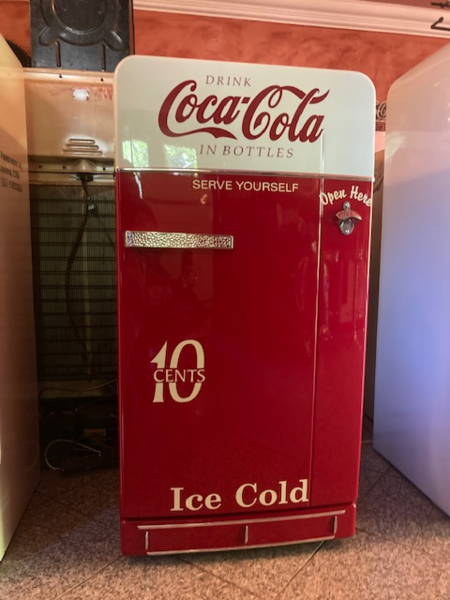 DRINK
Coca-Cola
IN BOTTLES
SERVE YOURSELF
Open Here
10
CENTS
Ice Cold